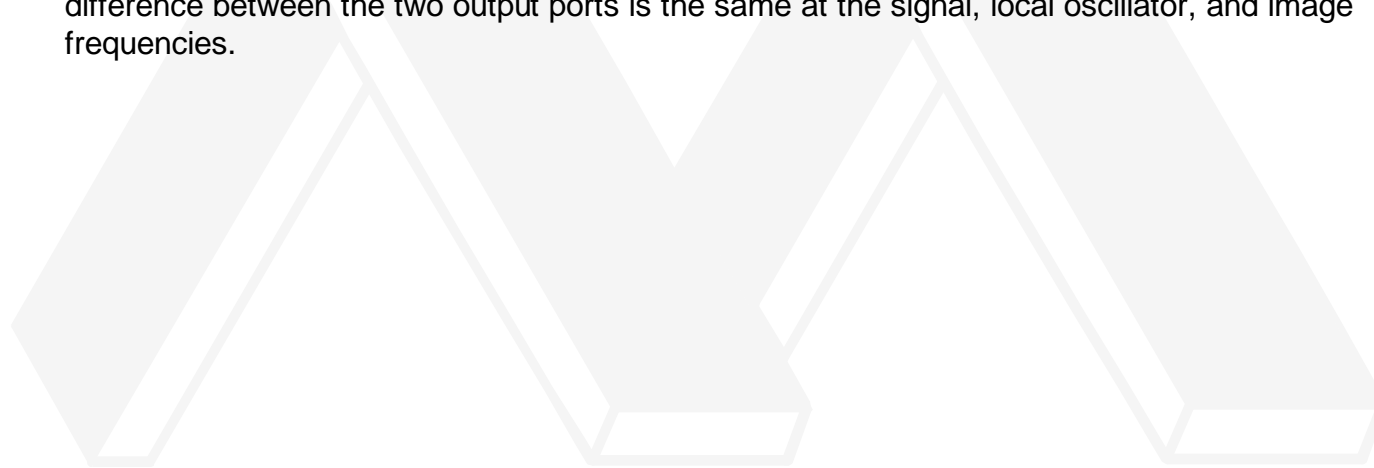 difference between the two output ports is the same at the signal, local oscillator, and image
frequencies.